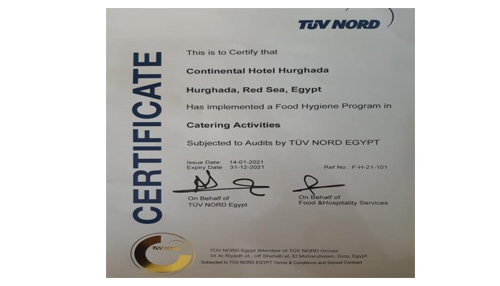 TÜV NORD
CERTIFICATE
This is to Certify that
Continental Hotel Hurghada
Hurghada, Red Sea, Egypt
Has implemented a Food Hygiene Program in
Catering Activities
Subjected to Audits by TÜV NORD EGYPT
Issue Date: 14-01-2021
Expiry Date 31-12-2021 Ref No.: F-H-21-101
On Behalf of On Behalf of
TÜV NORD Egypt Food &Hospitality Services
TÜV NORD
TÜV NORD Egypt (Member of TÜV NORD Group)
Al Riyadh st., off Shehab st, El Mohandessen, Giza, Egypt
Subjected to TÜV NORD EGYPT Terms & Conditions and Signed Contract